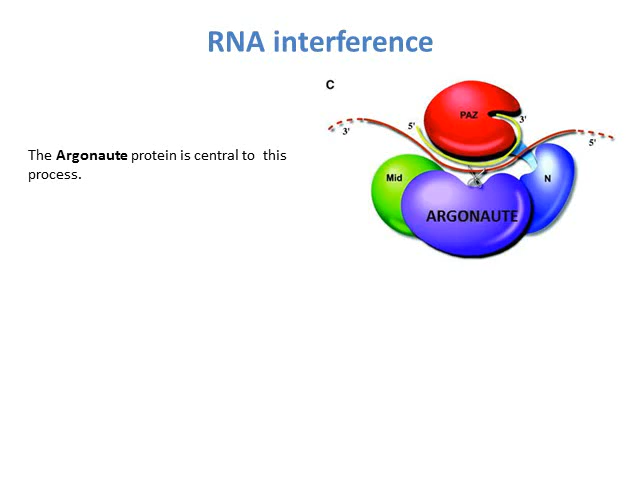 RNA interference
C
PAZ
3'
5'
3'
5'
The Argonaute protein is central to  this
process.
Mid
N
ARGONAUTE